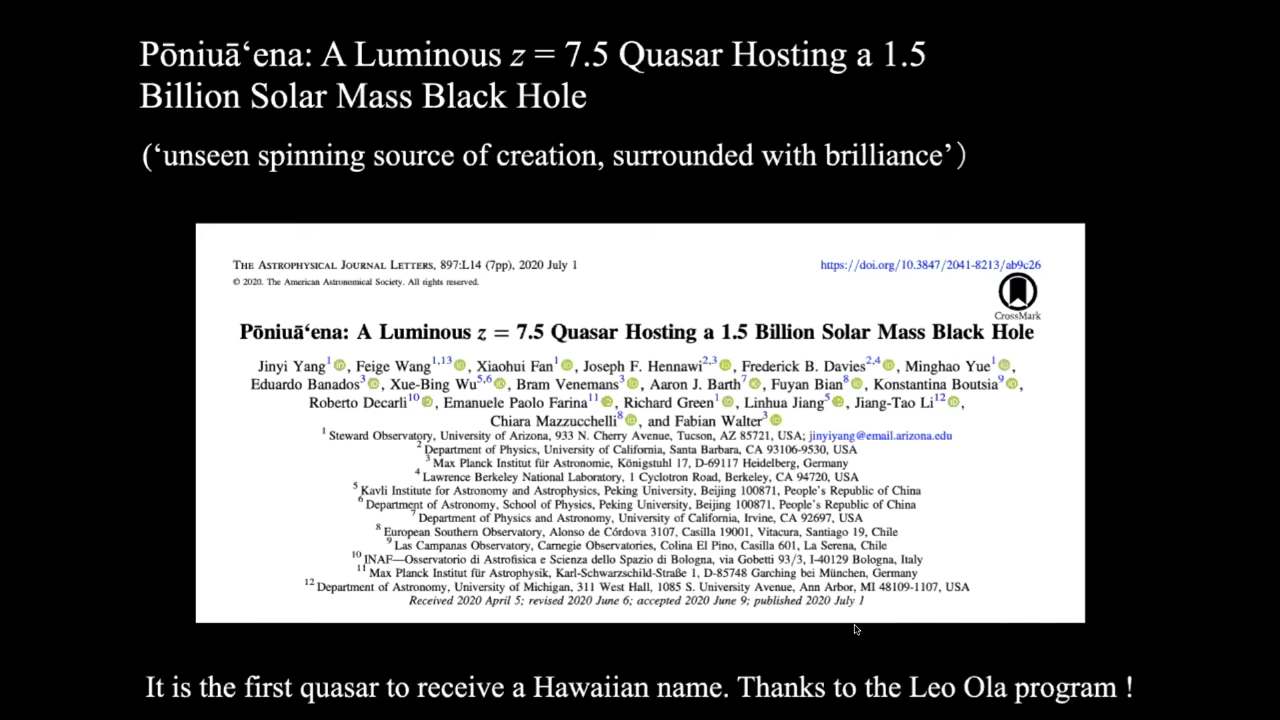 Pōniuā‘ena: A Luminous z = 7.5 Quasar Hosting a 1.5
Billion Solar Mass Black Hole
(‘unseen spinning source of creation, surrounded with brilliance’)
THE ASTROPHYSICAL JOURNAL LETTERS, 897:L14 (7pp), 2020 July 1
https://doi.org/10.3847/2041-8213/ab9c26
© 2020. The American Astronomical Society. All rights reserved.
CrossMark
Pōniuā‘ena: A Luminous z = 7.5 Quasar Hosting a 1.5 Billion Solar Mass Black Hole
Jinyi Yang1, Feige Wang1,13, Xiaohui Fan1, Joseph F. Hennawi2,3, Frederick B. Davies2,4, Minghao Yue1,
Eduardo Banados3, Xue-Bing Wu5,6, Bram Venemans3, Aaron J. Barth7, Fuyan Bian8, Konstantina Boutsia9,
Roberto Decarli10, Emanuele Paolo Farina11, Richard Green1, Linhua Jiang5, Jiang-Tao Li12,
Chiara Mazzucchelli8, and Fabian Walter3
1 Steward Observatory, University of Arizona, 933 N. Cherry Avenue, Tucson, AZ 85721, USA; jinyiyang@email.arizona.edu
2 Department of Physics, University of California, Santa Barbara, CA 93106-9530, USA
3 Max Planck Institut für Astronomie, Königstuhl 17, D-69117 Heidelberg, Germany
4 Lawrence Berkeley National Laboratory, 1 Cyclotron Road, Berkeley, CA 94720, USA
5 Kavli Institute for Astronomy and Astrophysics, Peking University, Beijing 100871, People's Republic of China
6 Department of Astronomy, School of Physics, Peking University, Beijing 100871, People's Republic of China
7 Department of Physics and Astronomy, University of California, Irvine, CA 92697, USA
8 European Southern Observatory, Alonso de Córdova 3107, Casilla 19001, Vitacura, Santiago 19, Chile
9 Las Campanas Observatory, Carnegie Observatories, Colina El Pino, Casilla 601, La Serena, Chile
10 INAF—Osservatorio di Astrofisica e Scienza dello Spazio di Bologna, via Gobetti 93/3, I-40129 Bologna, Italy
11 Max Planck Institut für Astrophysik, Karl-Schwarzschild-Straße 1, D-85748 Garching bei München, Germany
12 Department of Astronomy, University of Michigan, 311 West Hall, 1085 S. University Avenue, Ann Arbor, MI 48109-1107, USA
Received 2020 April 5; revised 2020 June 6; accepted 2020 June 9; published 2020 July 1
It is the first quasar to receive a Hawaiian name. Thanks to the Leo Ola program !